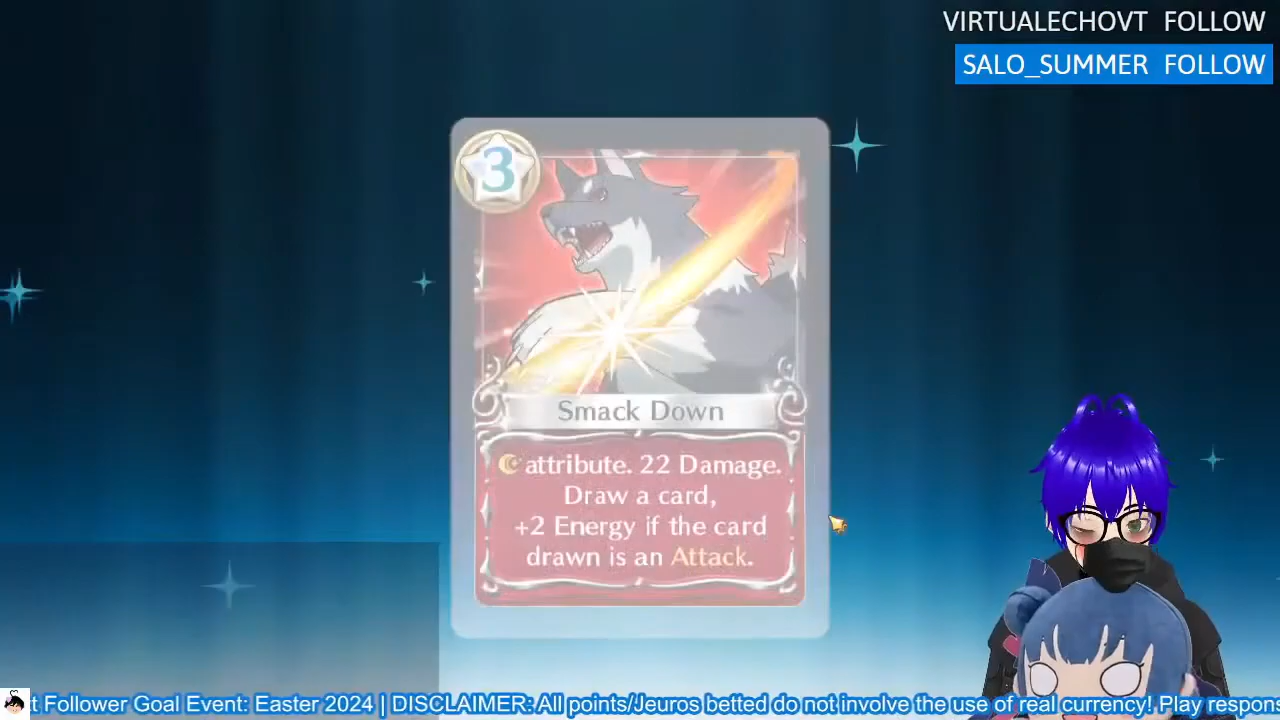 VIRTUALECHOVT FOLLOW
SALO_SUMMER FOLLOW
3
Smack Down
attribute. 22 Damage.
Draw a card,
+2 Energy if the card
drawn is an Attack.
t Follower Goal Event: Easter 2024 | DISCLAIMER: All points/Jeuros betted do not involve the use of real currency! Play respons